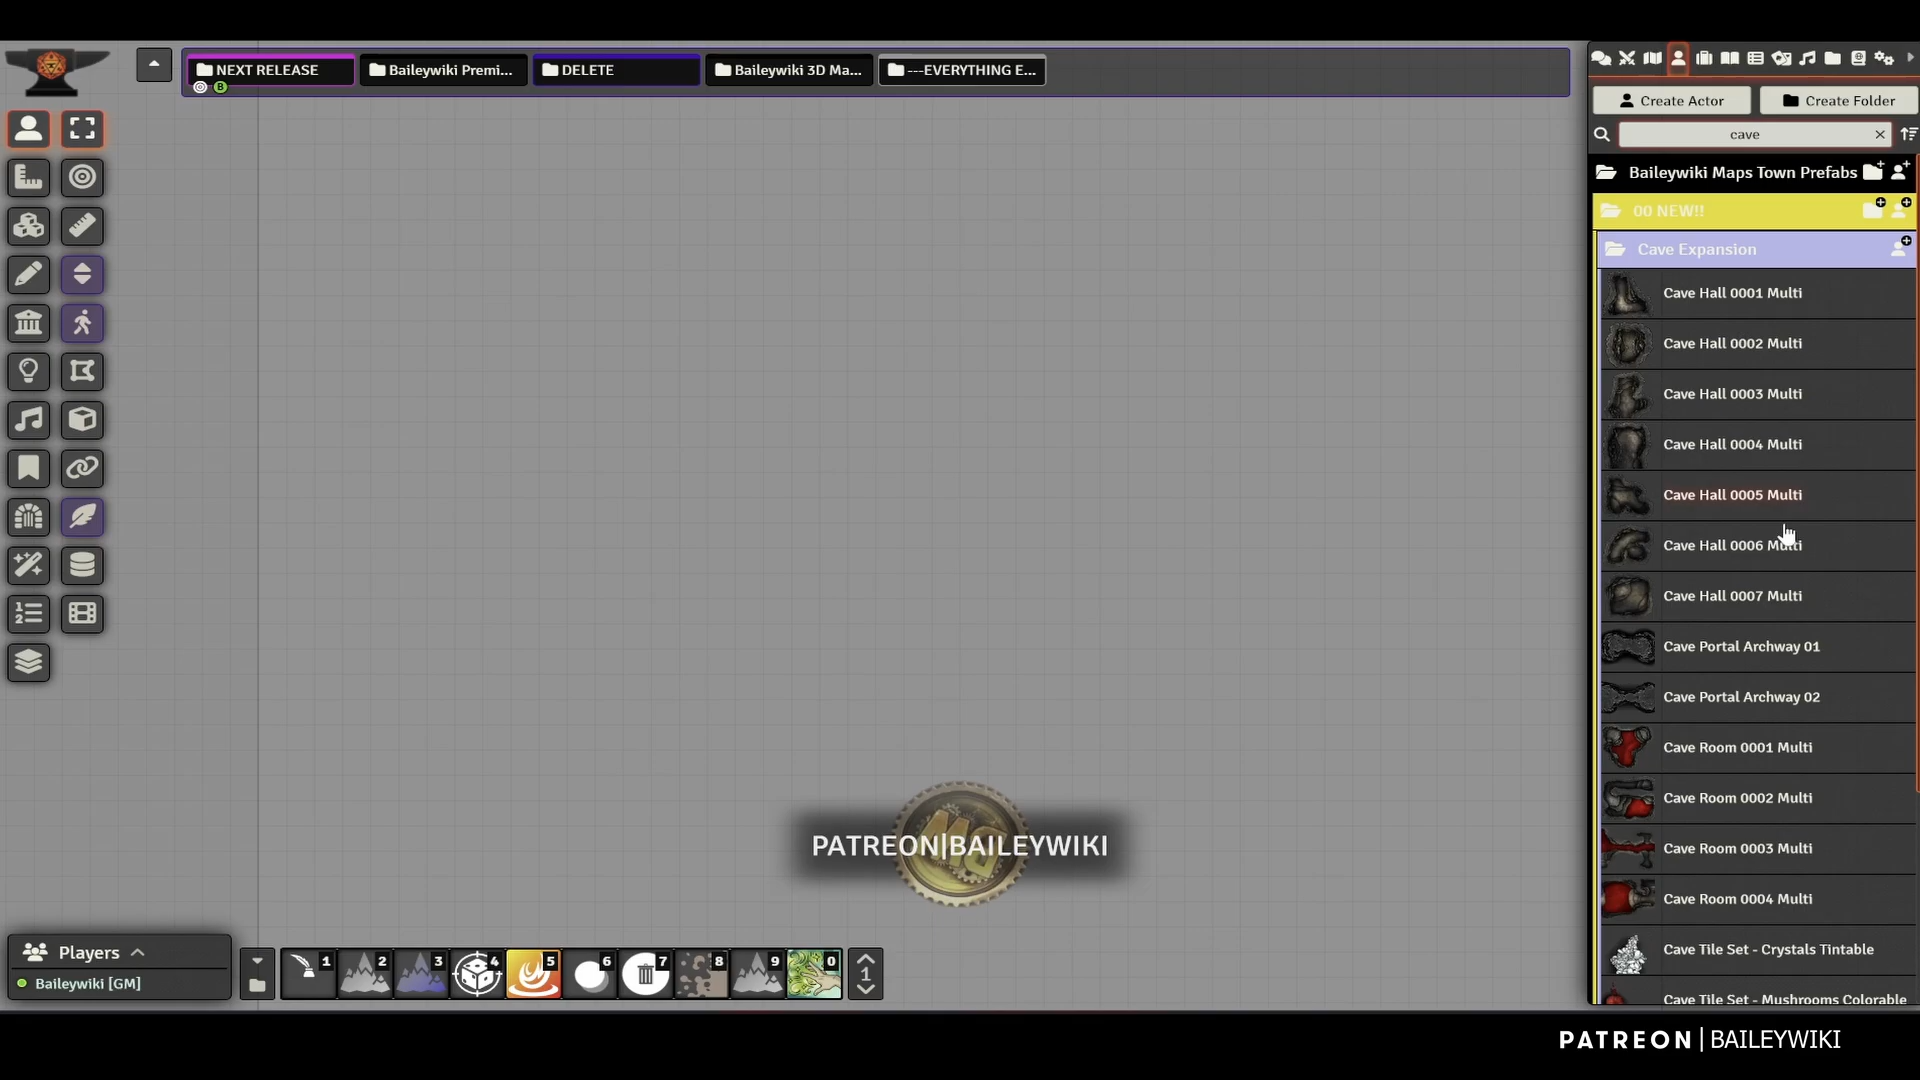 NEXT RELEASE
Baileywiki Premi...
DELETE
Baileywiki 3D Ma...
---EVERYTHING E...
B
Create Actor
Create Folder
cave
Baileywiki Maps Town Prefabs
00 NEW!!
Cave Expansion
Cave Hall 0001 Multi
Cave Hall 0002 Multi
Cave Hall 0003 Multi
Cave Hall 0004 Multi
Cave Hall 0005 Multi
Cave Hall 0006 Multi
Cave Hall 0007 Multi
Cave Portal Archway 01
Cave Portal Archway 02
Cave Room 0001 Multi
Cave Room 0002 Multi
Cave Room 0003 Multi
Cave Room 0004 Multi
Cave Tile Set - Crystals Tintable
Cave Tile Set - Mushrooms Colorable
PATREON|BAILEYWIKI
Players
Baileywiki [GM]
1 2 3 4 5 6 7 8 9 0
1
PATREON|BAILEYWIKI